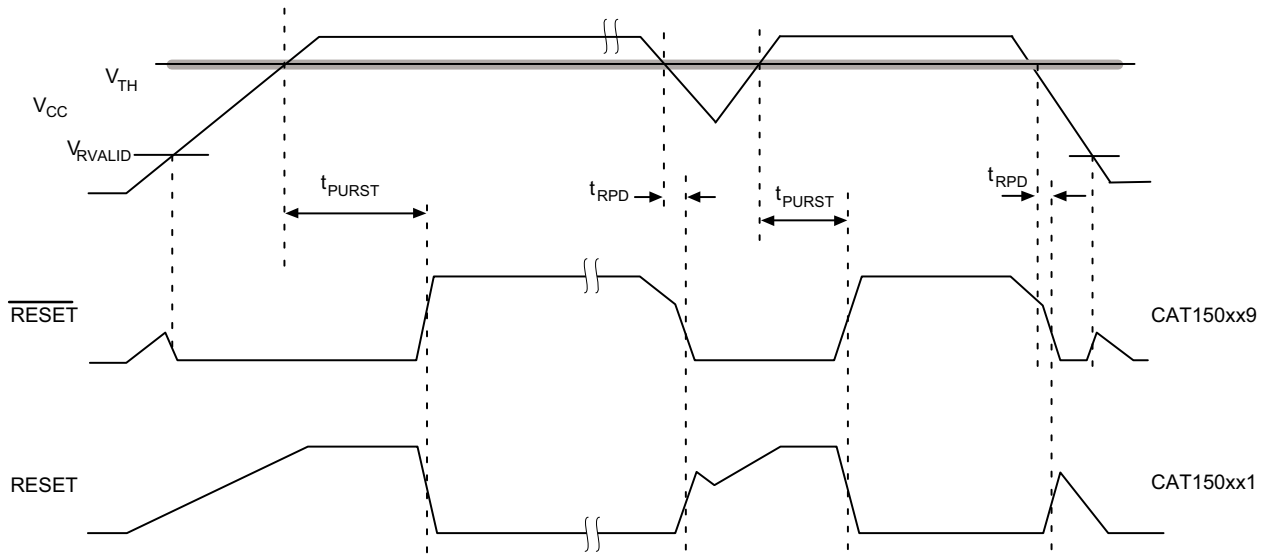 VTH
VCC
VRVALID
tPURST
tRPD
tPURST
tRPD
RESET
CAT150xx9
RESET
CAT150xx1